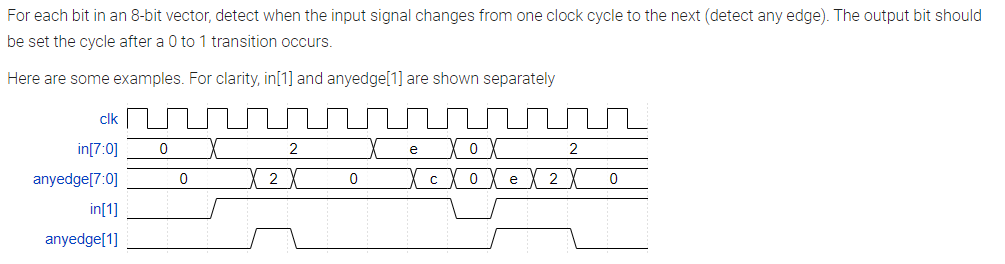 For each bit in an 8-bit vector, detect when the input signal changes from one clock cycle to the next (detect any edge). The output bit should
be set the cycle after a 0 to 1 transition occurs.
Here are some examples. For clarity, in[1] and anyedge[1] are shown separately
clk
in[7:0] 0 2 e 0 2
anyedge[7:0] 0 2 0 c 0 e 2 0
in[1]
anyedge[1]